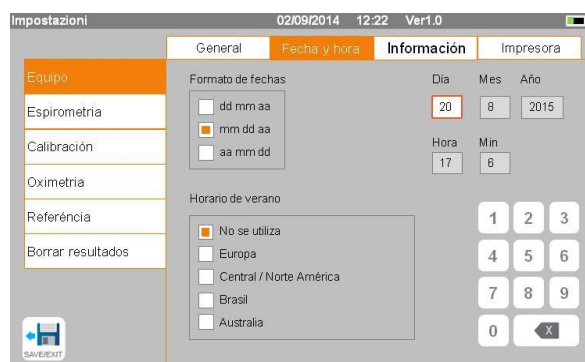 Impostazioni 02/09/2014 12:22 Ver1.0
General Fecha y hora Información Impresora
Equipo
Espirometria
Calibración
Oximetria
Referéncia
Borrar resultados
SAVE/EXIT
Formato de fechas
dd mm aa
mm dd aa
aa mm dd
Día Mes Año
20 8 2015
Hora Min
17 6
Horario de verano
No se utiliza
Europa
Central / Norte América
Brasil
Australia
1 2 3
4 5 6
7 8 9
0 X